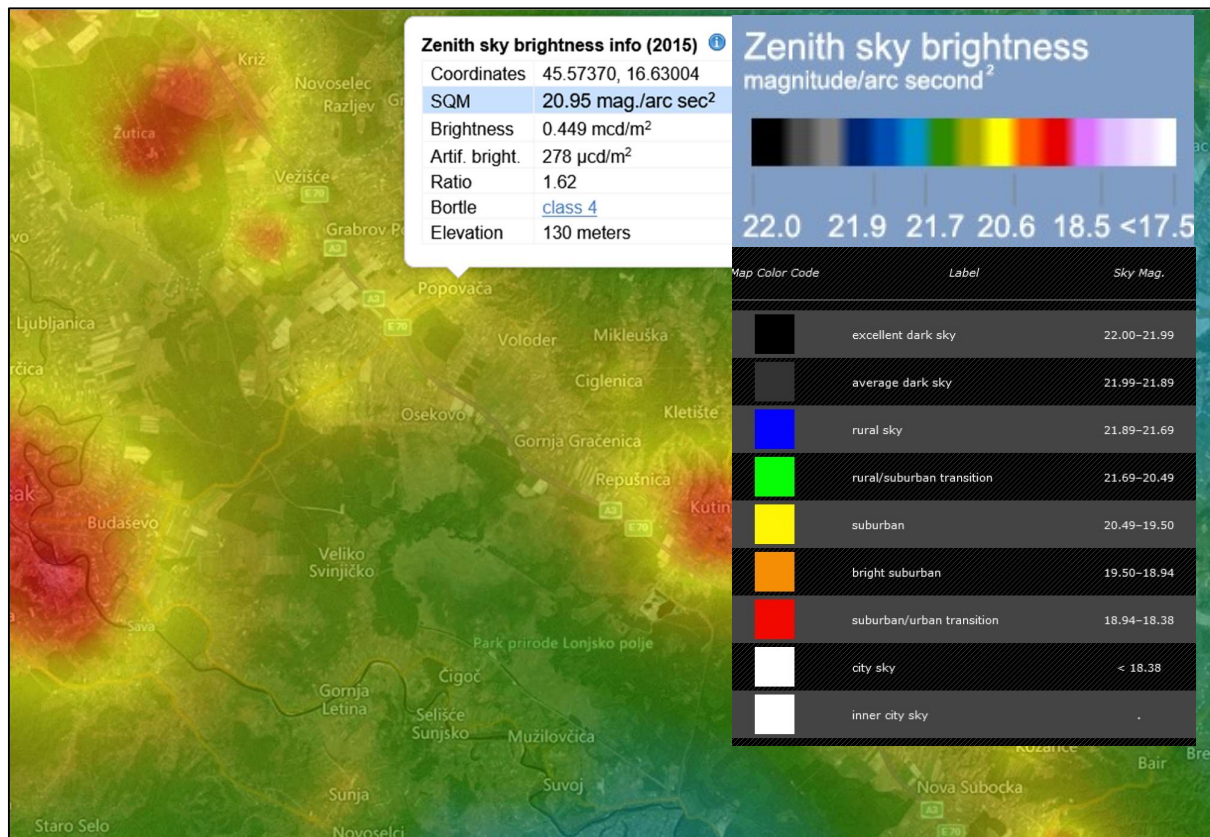 Križ
Novoselec
Razljev
Žutica
Vežišće
E 70
Grabrov
A3
Popovača
A3
E 70
Ljubljanica
Voloder
Mikleuška
Ciglenica
Osekovo
Kletište
Gornja Gračenica
Repušnica
A3
E 70
Budaševo
Veliko
Svinjičko
Sava
Park prirode Lonjsko polje
Čigoč
Gornja
Letina
Selišće
Sunjsko
Mužilovčica
Suvoj
Sunja
Staro Selo
Novoselci
Nova Subocka
A3
E 70
Bair
Zenith sky brightness info (2015)
Coordinates 45.57370, 16.63004
SQM 20.95 mag./arc sec²
Brightness 0.449 mcd/m²
Artif. bright. 278 μcd/m²
Ratio 1.62
Bortle class 4
Elevation 130 meters
Zenith sky brightness
magnitude/arc second²
22.0 21.9 21.7 20.6 18.5 <17.5
Map Color Code Label Sky Mag.
excellent dark sky 22.00–21.99
average dark sky 21.99–21.89
rural sky 21.89–21.69
rural/suburban transition 21.69–20.49
suburban 20.49–19.50
bright suburban 19.50–18.94
suburban/urban transition 18.94–18.38
city sky < 18.38
inner city sky .